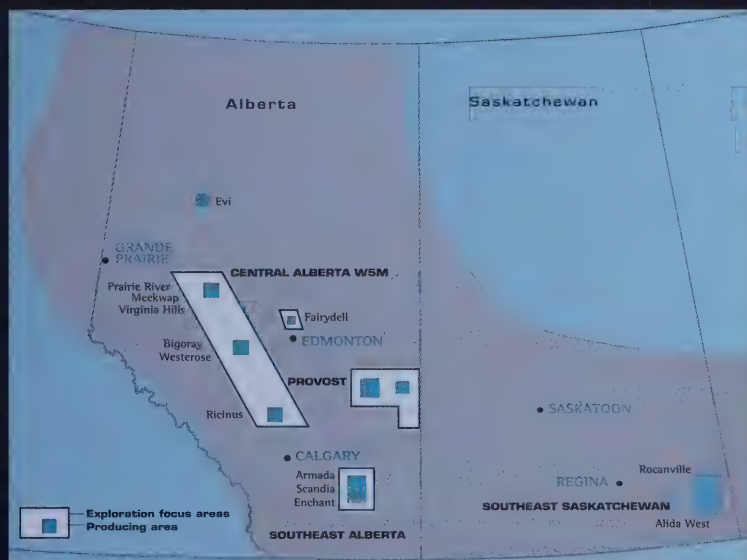 Alberta
Saskatchewan
Evi
GRANDE
PRAIRIE
CENTRAL ALBERTA W5M
Prairie River
Meekwap
Virginia Hills
Fairydell
EDMONTON
Bigoray
Westerose
PROVOST
Ricinus
SASKATOON
CALGARY
Armada
Scandia
Enchant
REGINA
Rocanville
SOUTHEAST SASKATCHEWAN
Alida West
Exploration focus areas
Producing area
SOUTHEAST ALBERTA